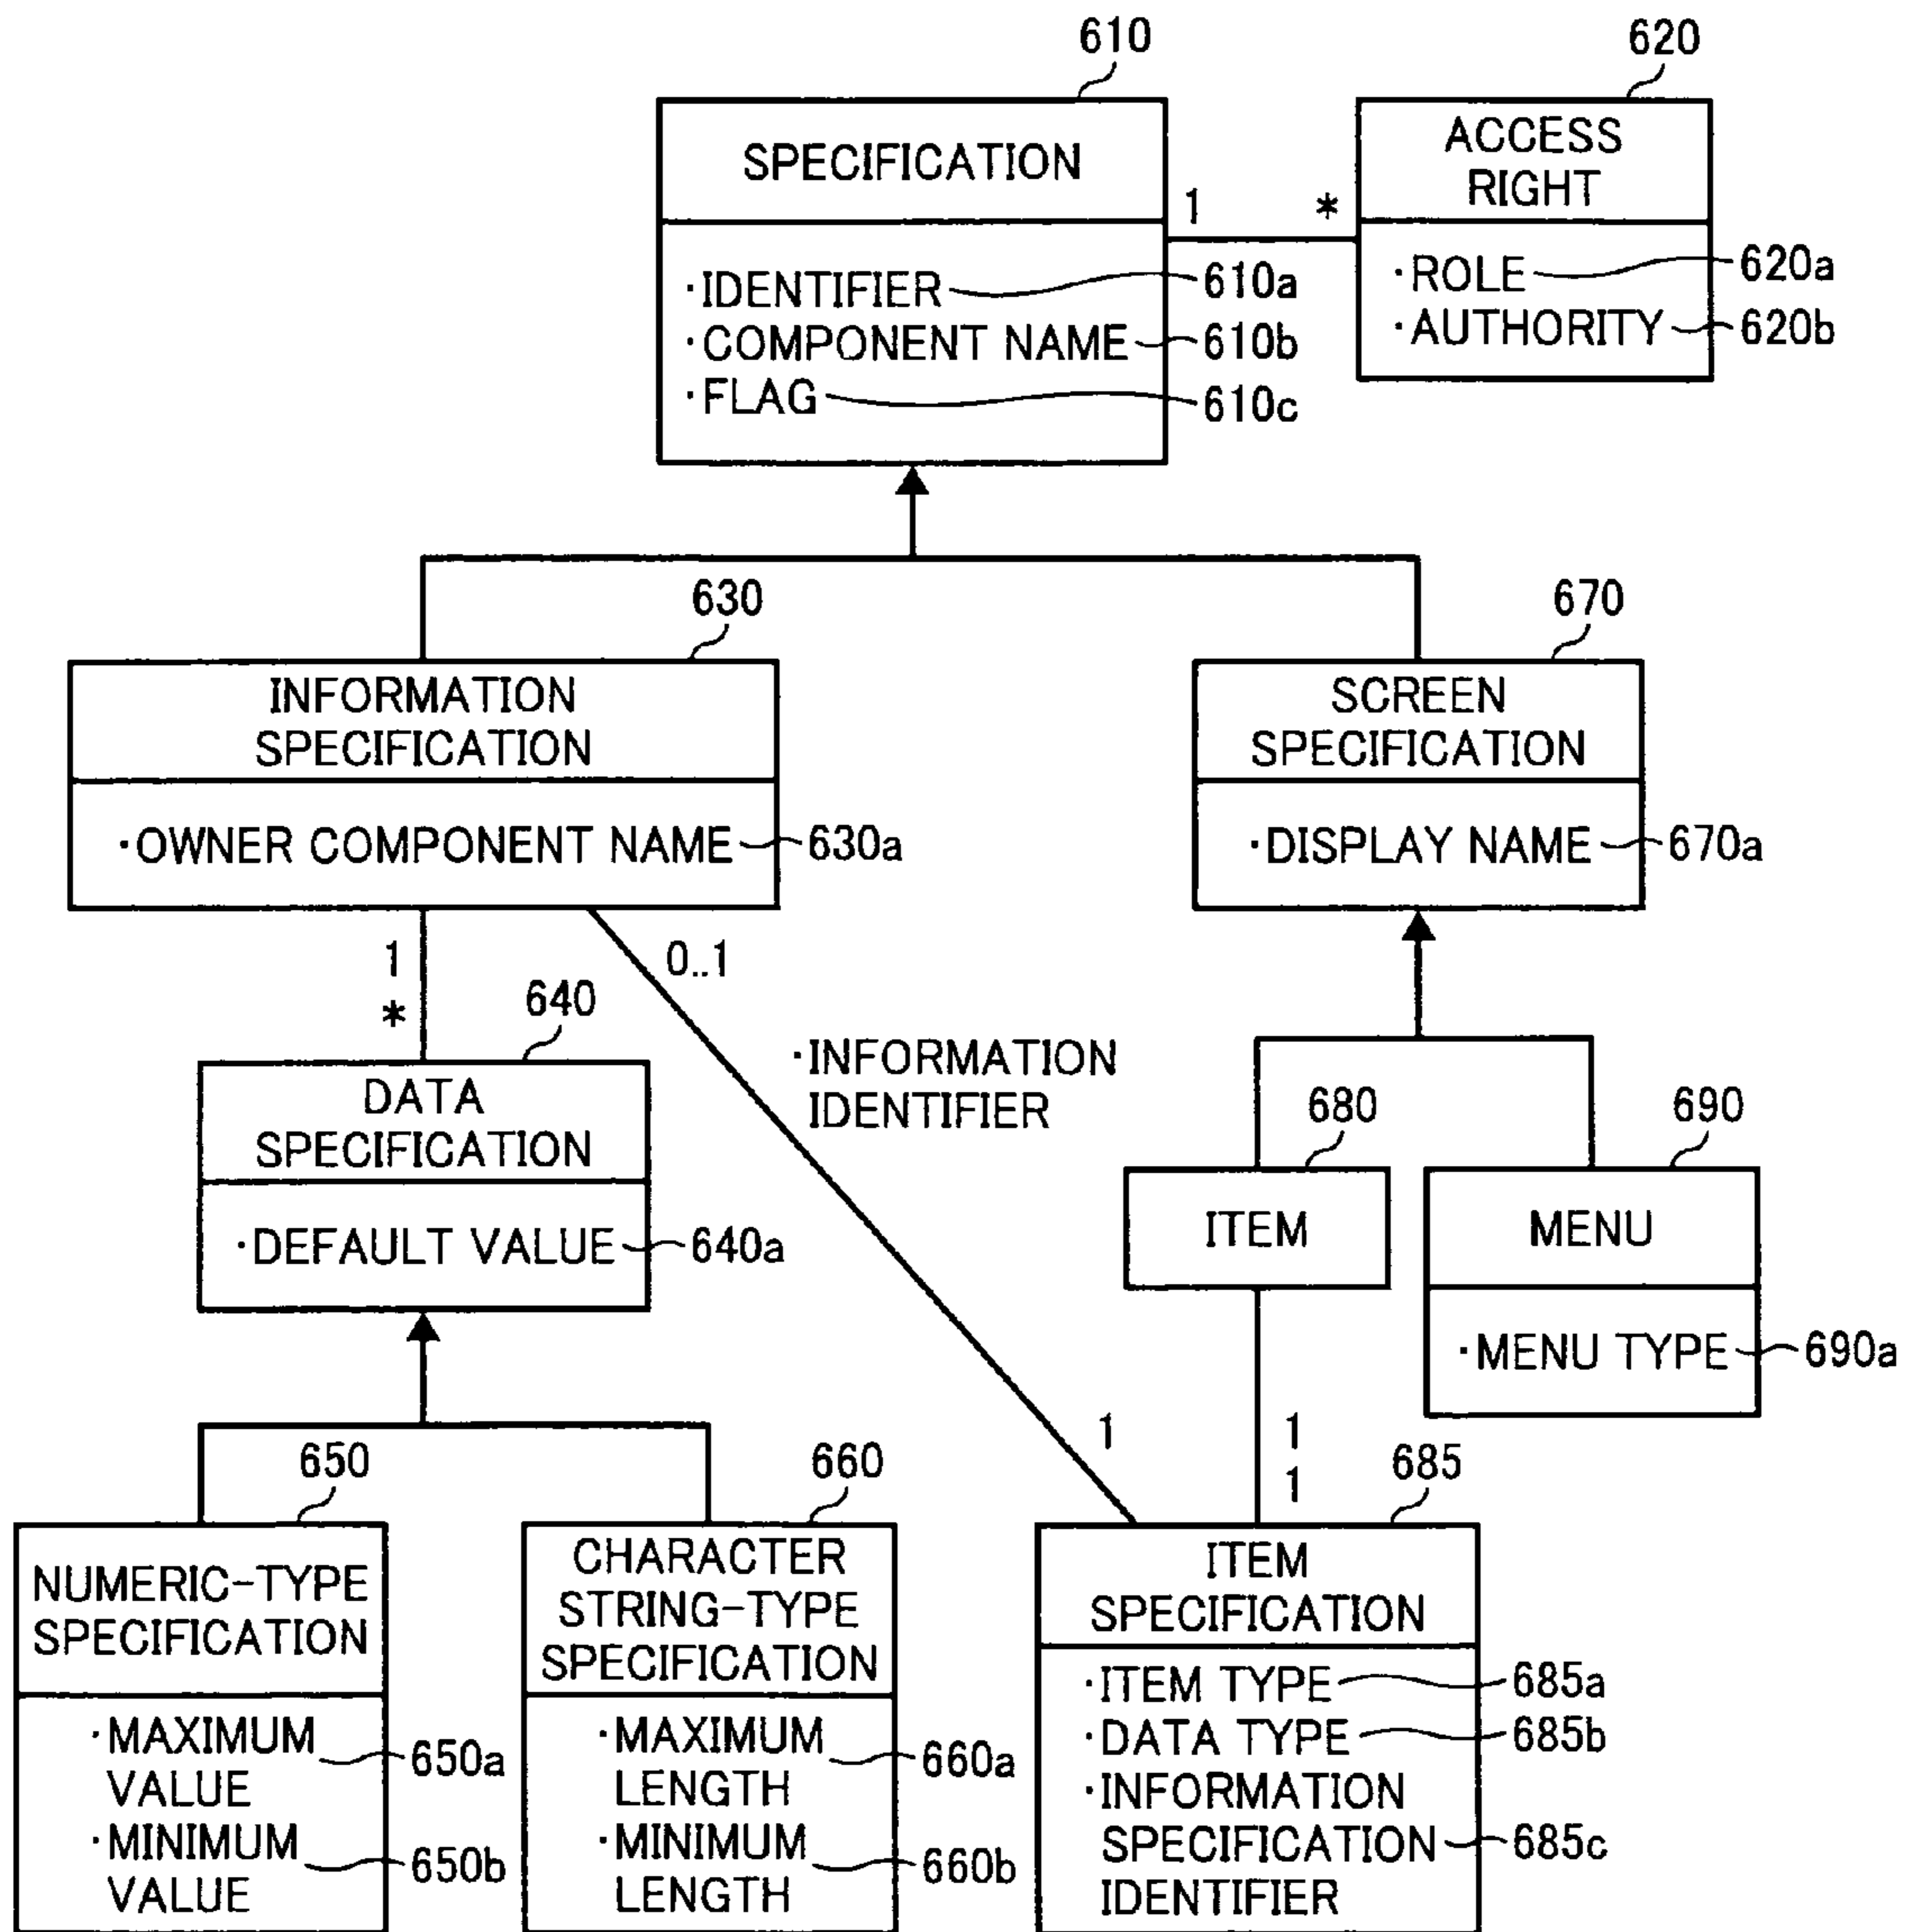 610
620
SPECIFICATION
ACCESS
RIGHT
1
*
·IDENTIFIER
610a
·COMPONENT NAME
610b
·FLAG
610c
·ROLE
620a
·AUTHORITY
620b
630
670
INFORMATION
SPECIFICATION
·OWNER COMPONENT NAME
630a
SCREEN
SPECIFICATION
·DISPLAY NAME
670a
1
*
0..1
640
·INFORMATION
IDENTIFIER
DATA
SPECIFICATION
·DEFAULT VALUE
640a
680
690
ITEM
MENU
·MENU TYPE
690a
1
1
1
650
660
685
NUMERIC-TYPE
SPECIFICATION
·MAXIMUM
VALUE
650a
·MINIMUM
VALUE
650b
CHARACTER
STRING-TYPE
SPECIFICATION
·MAXIMUM
LENGTH
660a
·MINIMUM
LENGTH
660b
ITEM
SPECIFICATION
·ITEM TYPE
685a
·DATA TYPE
685b
·INFORMATION
SPECIFICATION
685c
IDENTIFIER